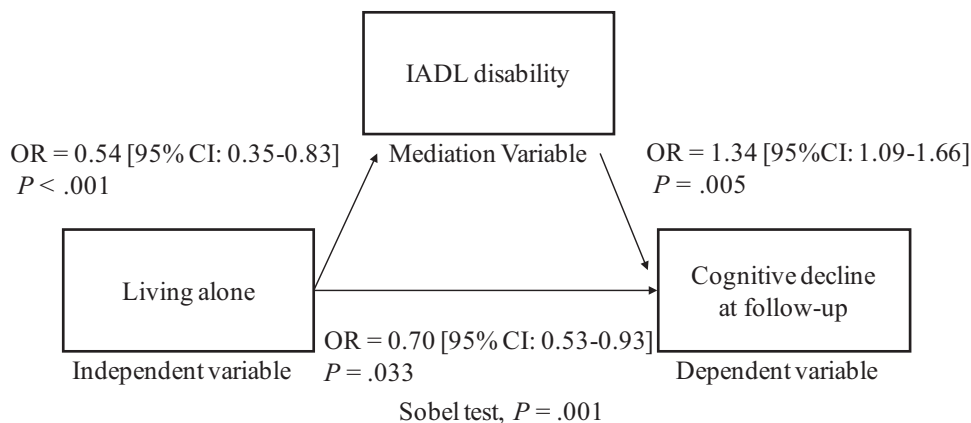 IADL disability
Mediation Variable
OR = 0.54 [95% CI: 0.35-0.83]
P < .001
OR = 1.34 [95%CI: 1.09-1.66]
P = .005
Living alone
Independent variable
Cognitive decline
at follow-up
Dependent variable
OR = 0.70 [95% CI: 0.53-0.93]
P = .033
Sobel test, P = .001